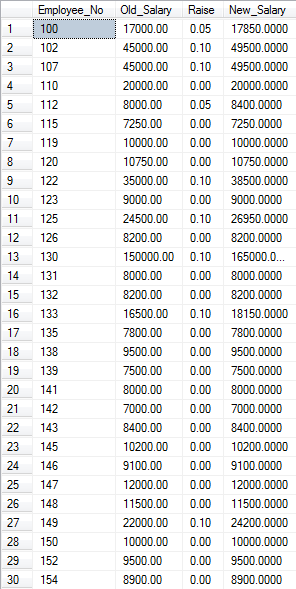 Employee_No Old_Salary Raise New_Salary
1 100 17000.00 0.05 17850.0000
2 102 45000.00 0.10 49500.0000
3 107 45000.00 0.10 49500.0000
4 110 20000.00 0.00 20000.0000
5 112 8000.00 0.05 8400.0000
6 115 7250.00 0.00 7250.0000
7 119 10000.00 0.00 10000.0000
8 120 10750.00 0.00 10750.0000
9 122 35000.00 0.10 38500.0000
10 123 9000.00 0.00 9000.0000
11 125 24500.00 0.10 26950.0000
12 126 8200.00 0.00 8200.0000
13 130 150000.00 0.10 165000.0...
14 131 8000.00 0.00 8000.0000
15 132 8200.00 0.00 8200.0000
16 133 16500.00 0.10 18150.0000
17 135 7800.00 0.00 7800.0000
18 138 9500.00 0.00 9500.0000
19 139 7500.00 0.00 7500.0000
20 141 8000.00 0.00 8000.0000
21 142 7000.00 0.00 7000.0000
22 143 8400.00 0.00 8400.0000
23 145 10200.00 0.00 10200.0000
24 146 9100.00 0.00 9100.0000
25 147 12000.00 0.00 12000.0000
26 148 11500.00 0.00 11500.0000
27 149 22000.00 0.10 24200.0000
28 150 10000.00 0.00 10000.0000
29 152 9500.00 0.00 9500.0000
30 154 8900.00 0.00 8900.0000